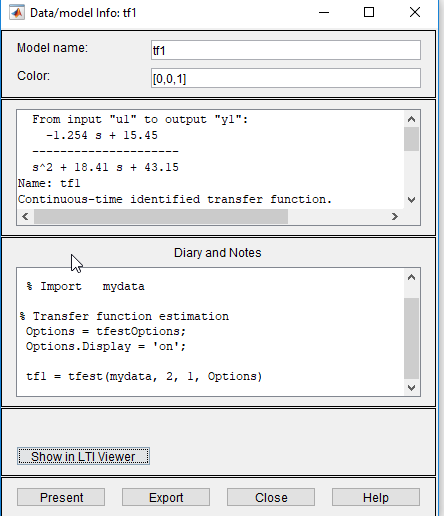 Data/model Info: tf1
Model name:
tf1
Color:
[0,0,1]
From input "u1" to output "y1":
-1.254 s + 15.45
---------------------
s^2 + 18.41 s + 43.15
Name: tf1
Continuous-time identified transfer function.
Diary and Notes
% Import   mydata
% Transfer function estimation
Options = tfestOptions;
Options.Display = 'on';
tf1 = tfest(mydata, 2, 1, Options)
Show in LTI Viewer
Present
Export
Close
Help